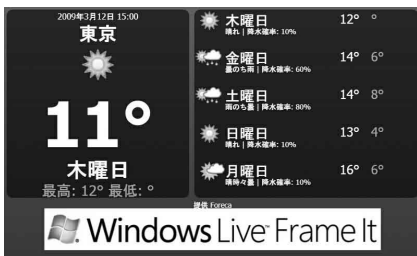 2009年3月12日 15:00
東京
11°
木曜日
最高: 12° 最低: °
木曜日 12° °
晴れ | 降水確率: 10%
金曜日 14° 6°
曇のち雨 | 降水確率: 60%
土曜日 14° 8°
雨のち曇 | 降水確率: 80%
日曜日 13° 4°
晴れ | 降水確率: 10%
月曜日 16° 6°
晴時々曇 | 降水確率: 10%
提供 Foreca
Windows Live™ Frame It